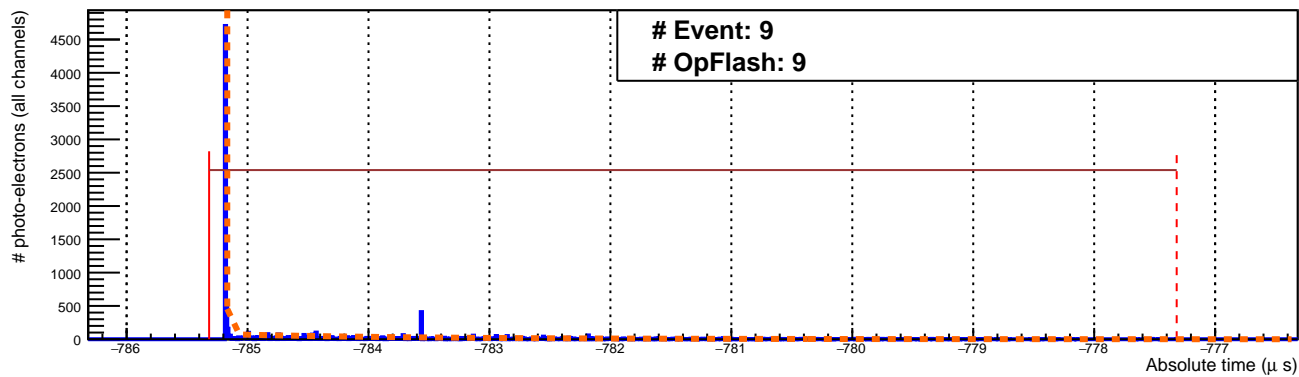 # Event: 9
# OpFlash: 9
# photo-electrons (all channels)
4500
4000
3500
3000
2500
2000
1500
1000
500
0
−786 −785 −784 −783 −782 −781 −780 −779 −778 −777
Absolute time (μ s)